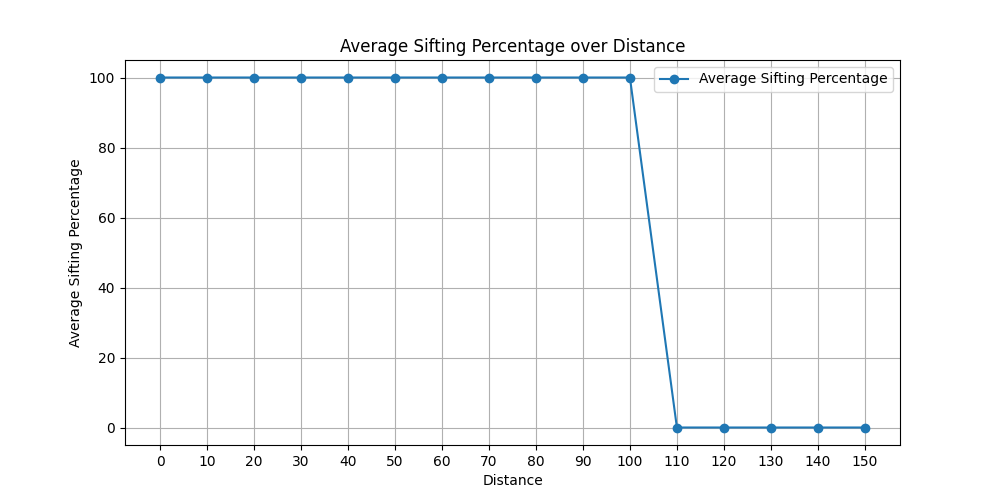 Average Sifting Percentage over Distance
Average Sifting Percentage
Average Sifting Percentage
100
80
60
40
20
0
0 10 20 30 40 50 60 70 80 90 100 110 120 130 140 150
Distance